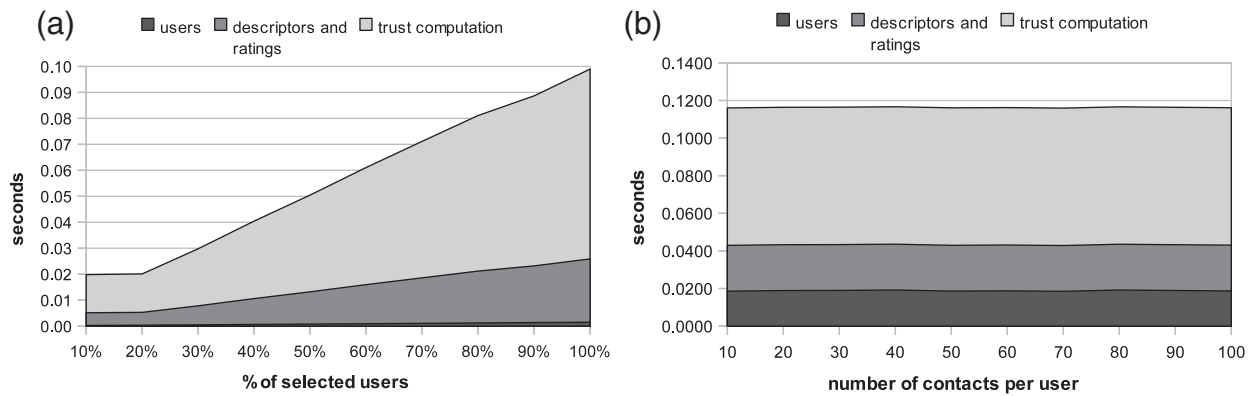 (a)
users descriptors and trust computation
ratings
0.10
0.09
0.08
0.07
0.06
0.05
0.04
0.03
0.02
0.01
0.00
seconds
10% 20% 30% 40% 50% 60% 70% 80% 90% 100%
% of selected users
(b)
users descriptors and trust computation
ratings
0.1400
0.1200
0.1000
0.0800
0.0600
0.0400
0.0200
0.0000
seconds
10 20 30 40 50 60 70 80 90 100
number of contacts per user